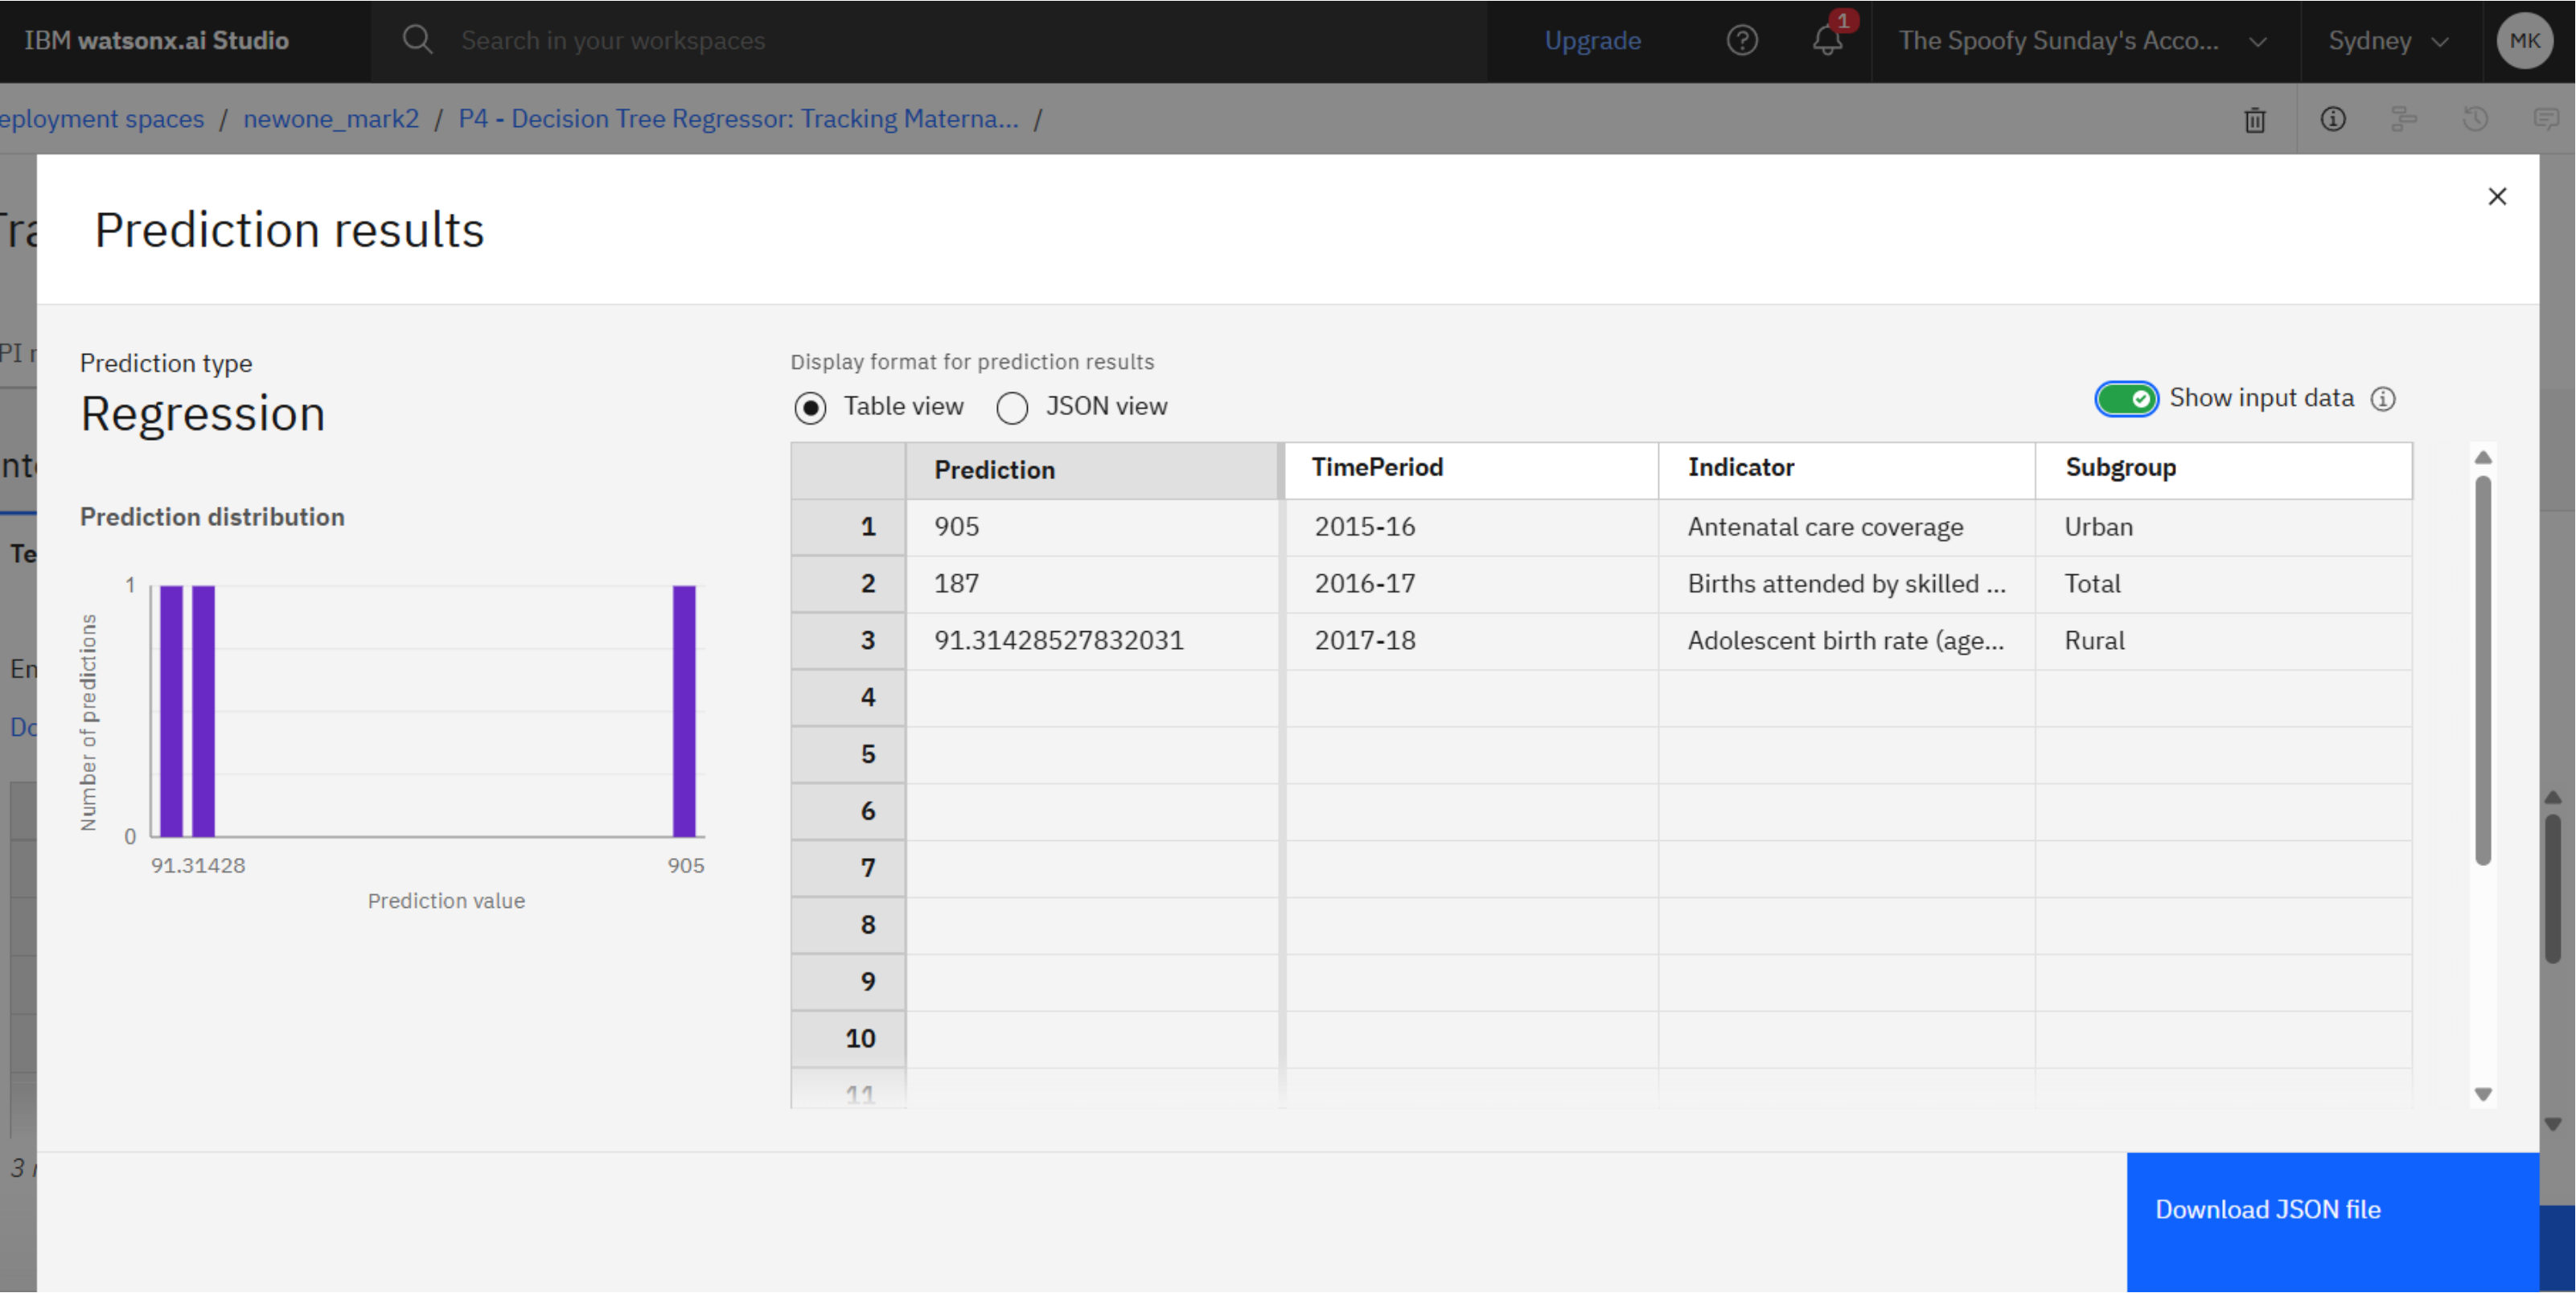 IBM watsonx.ai Studio
Search in your workspaces
Upgrade
1
The Spoofy Sunday's Acco...
Sydney
MK
eployment spaces / newone_mark2 / P4 - Decision Tree Regressor: Tracking Materna... /
Prediction results
Prediction type
Regression
Prediction distribution
1
0
Number of predictions
91.31428
905
Prediction value
Display format for prediction results
Table view
JSON view
Show input data
Prediction TimePeriod Indicator Subgroup
1 905 2015-16 Antenatal care coverage Urban
2 187 2016-17 Births attended by skilled ... Total
3 91.31428527832031 2017-18 Adolescent birth rate (age... Rural
4
5
6
7
8
9
10
11
Download JSON file